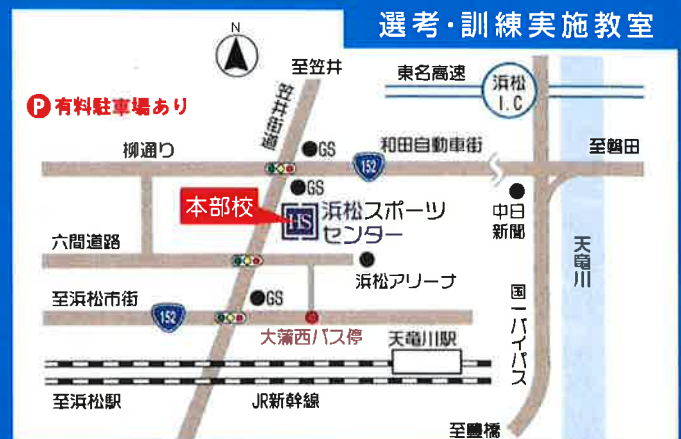 選考・訓練実施教室
N
至笠井
東名高速
浜松
I.C
P 有料駐車場あり
笠井街道
柳通り
GS
152
和田自動車街
至磐田
GS
本部校
HS
浜松スポーツ
センター
中日
新聞
六間道路
浜松アリーナ
天竜川
至浜松市街
GS
国一バイパス
152
大蒲西バス停
天竜川駅
至浜松駅
JR新幹線
至豊橋